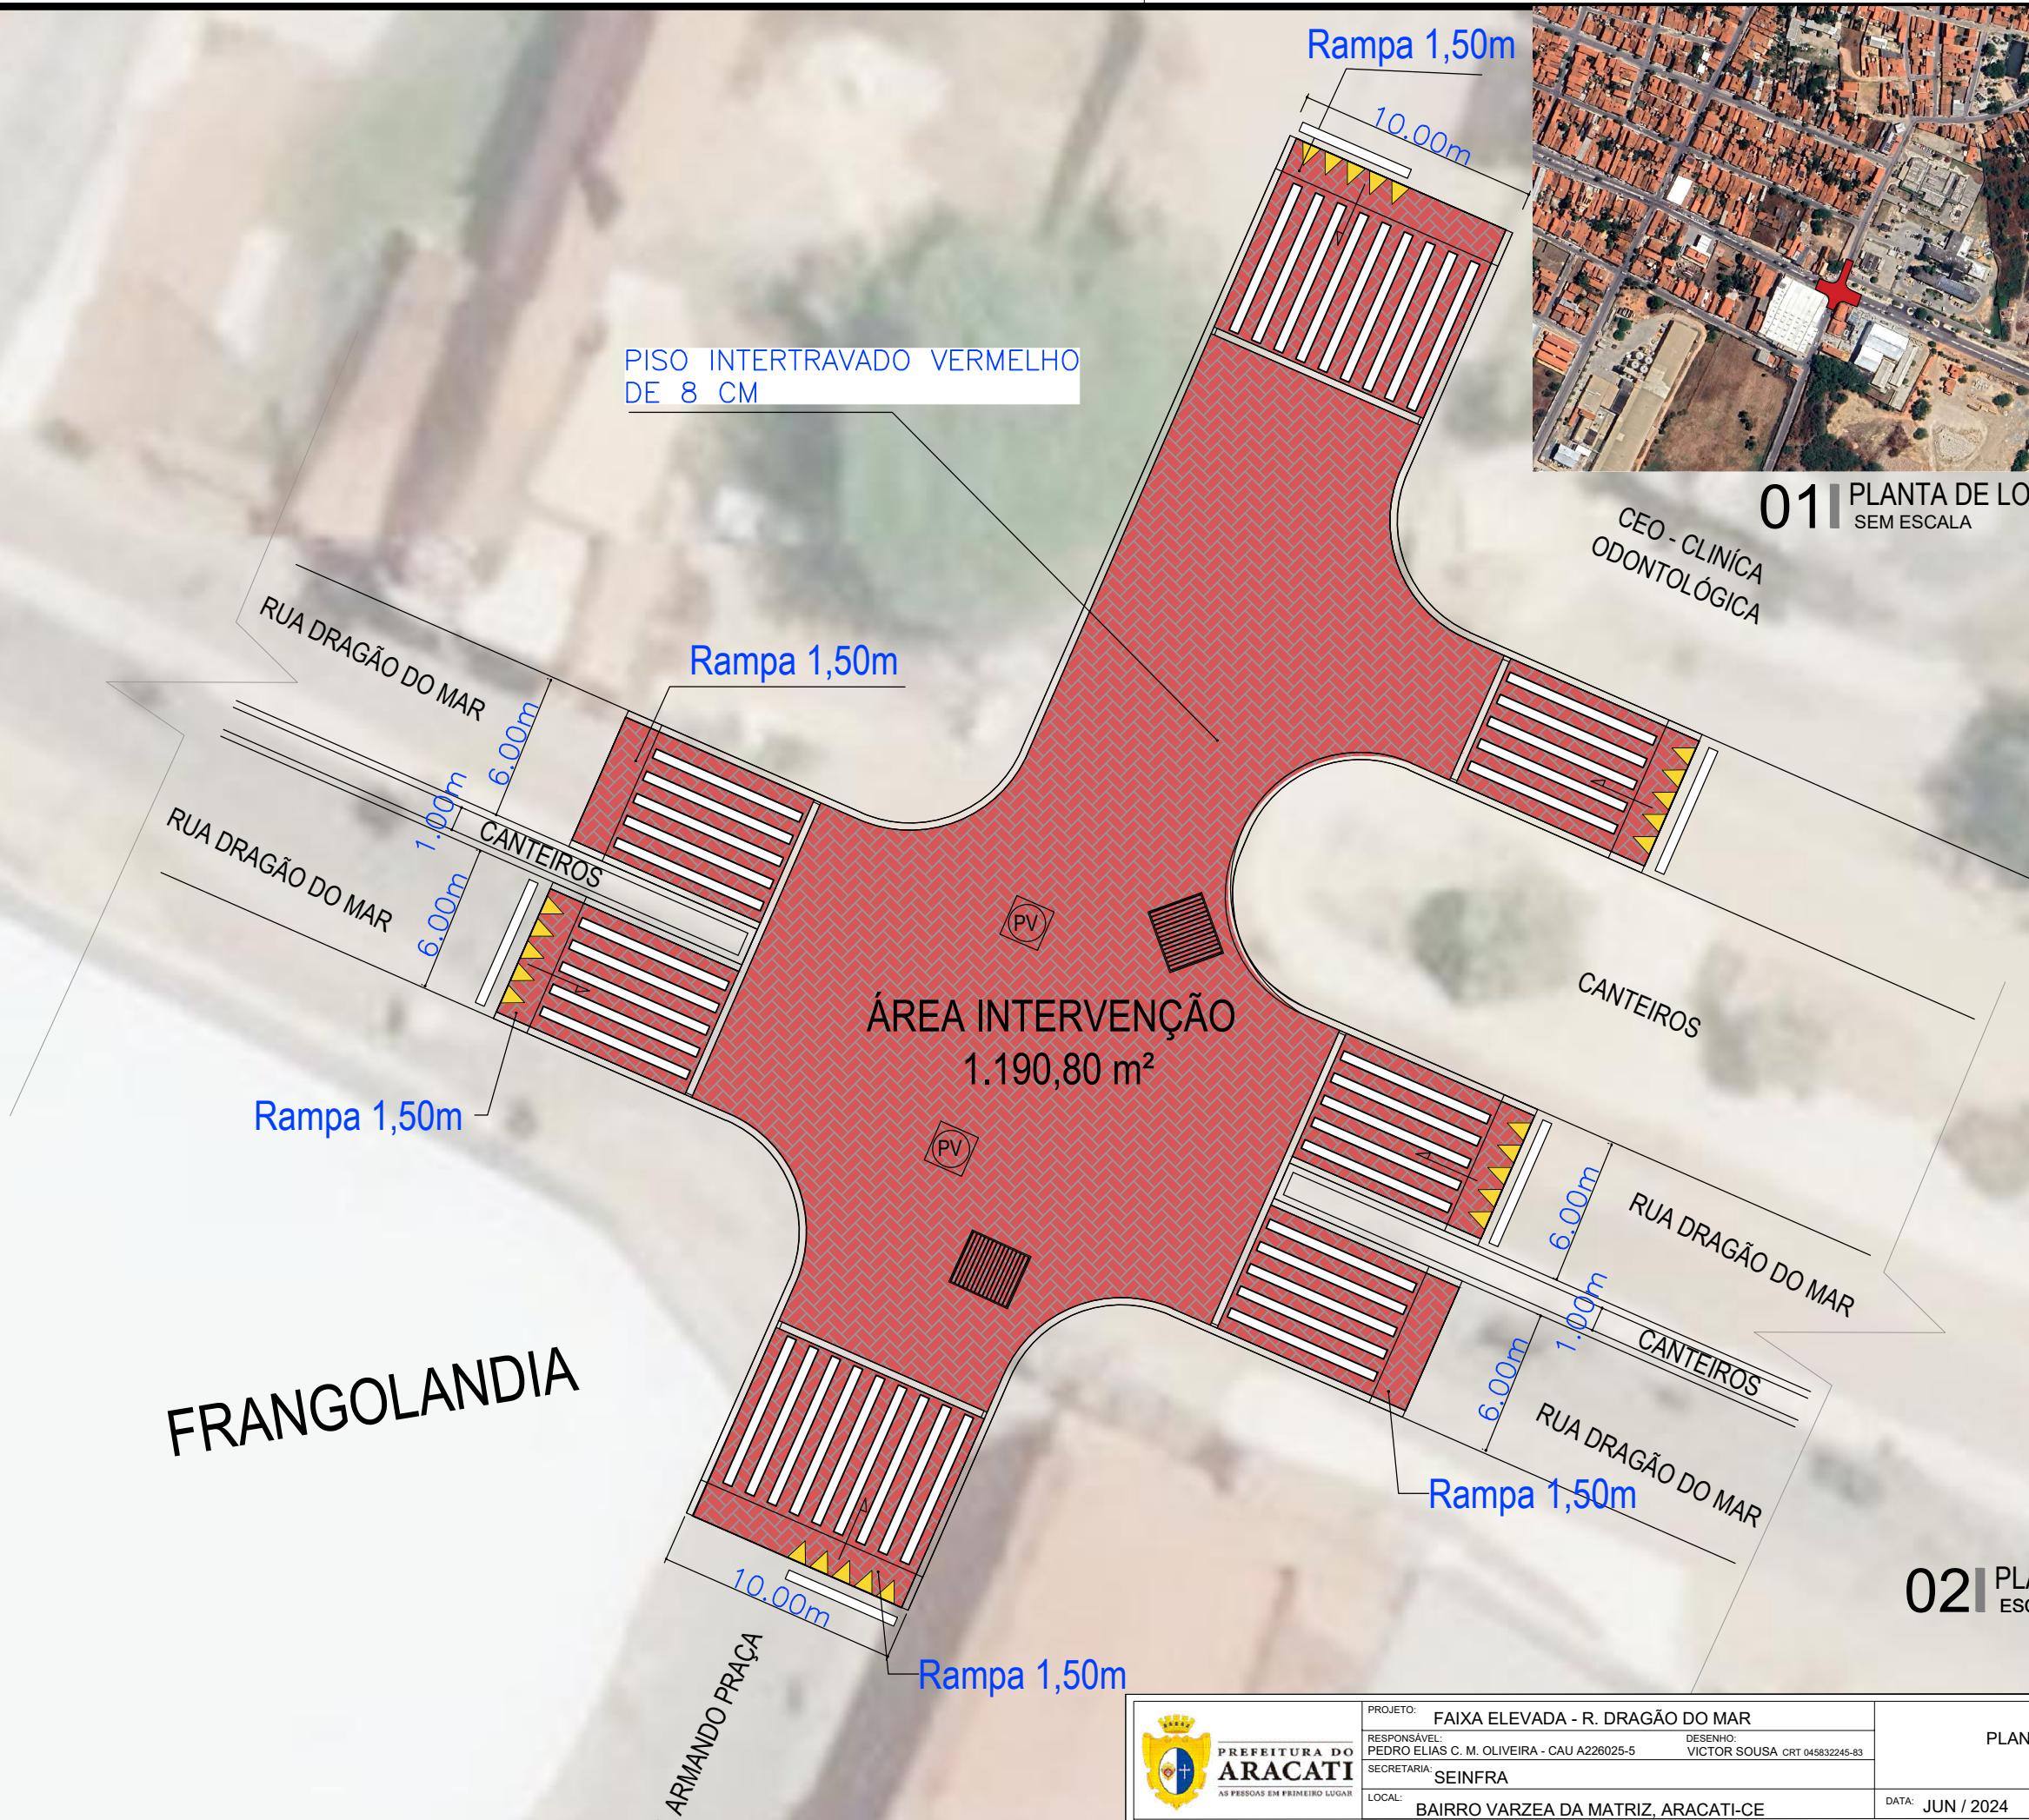 Rampa 1,50m
10.00m
PISO INTERTRAVADO VERMELHO
DE 8 CM
01 PLANTA DE LO
SEM ESCALA
CEO - CLINÍCA
ODONTOLÓGICA
RUA DRAGÃO DO MAR
Rampa 1,50m
6.00m
1.00m
CANTEIROS
RUA DRAGÃO DO MAR
6.00m
PV
CANTEIROS
ÁREA INTERVENÇÃO
1.190,80 m²
Rampa 1,50m
PV
6.00m
RUA DRAGÃO DO MAR
1.00m
CANTEIROS
6.00m
RUA DRAGÃO DO MAR
FRANGOLANDIA
Rampa 1,50m
10.00m
02 PLA
ESC
Rampa 1,50m
ARMANDO PRAÇA
PREFEITURA DO
ARACATI
AS PESSOAS EM PRIMEIRO LUGAR
PROJETO: FAIXA ELEVADA - R. DRAGÃO DO MAR
RESPONSÁVEL: DESENHO:
PEDRO ELIAS C. M. OLIVEIRA - CAU A226025-5 VICTOR SOUSA CRT 045832245-83
SECRETARIA: SEINFRA
LOCAL: BAIRRO VARZEA DA MATRIZ, ARACATI-CE
PLAN
DATA: JUN / 2024